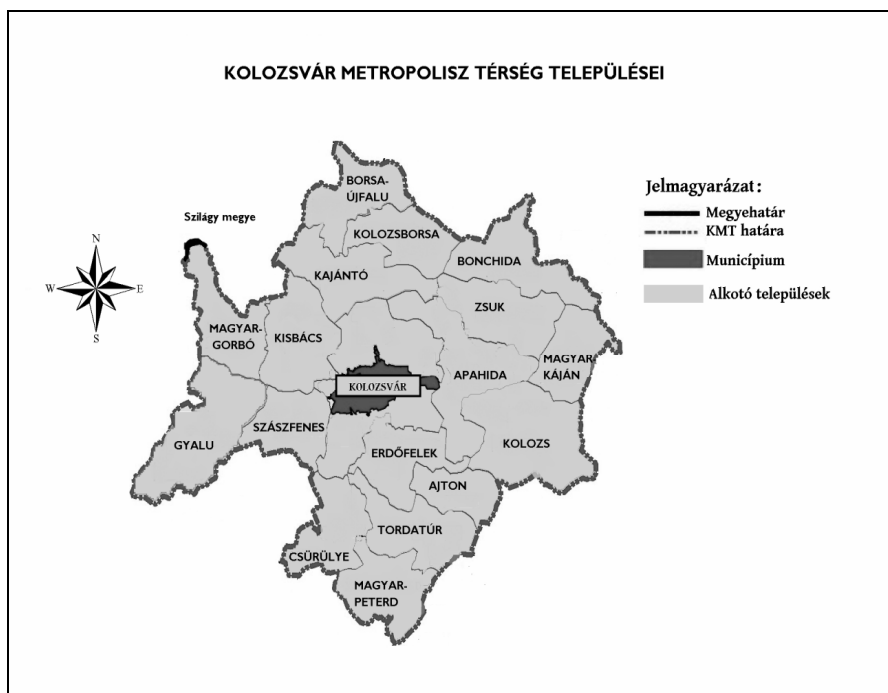 KOLOZSVÁR METROPOLISZ TÉRSÉG TELEPÜLÉSEI
Szilágy megye
N
W
E
S
BORSA-
ÚJFALU
KOLOZSBORSA
BONCHIDA
KAJÁNTÓ
ZSUK
MAGYAR-
GORBÓ
KISBÁCS
MAGYAR-
KÁJÁN
APAHIDA
KOLOZSVÁR
GYALU
SZÁSZFENES
KOLOZS
ERDŐFELEK
AJTON
TORDATÚR
CSÜRÜLYE
MAGYAR-
PETERD
Jelmagyarázat:
Megyehatár
KMT határa
Municípium
Alkotó települések